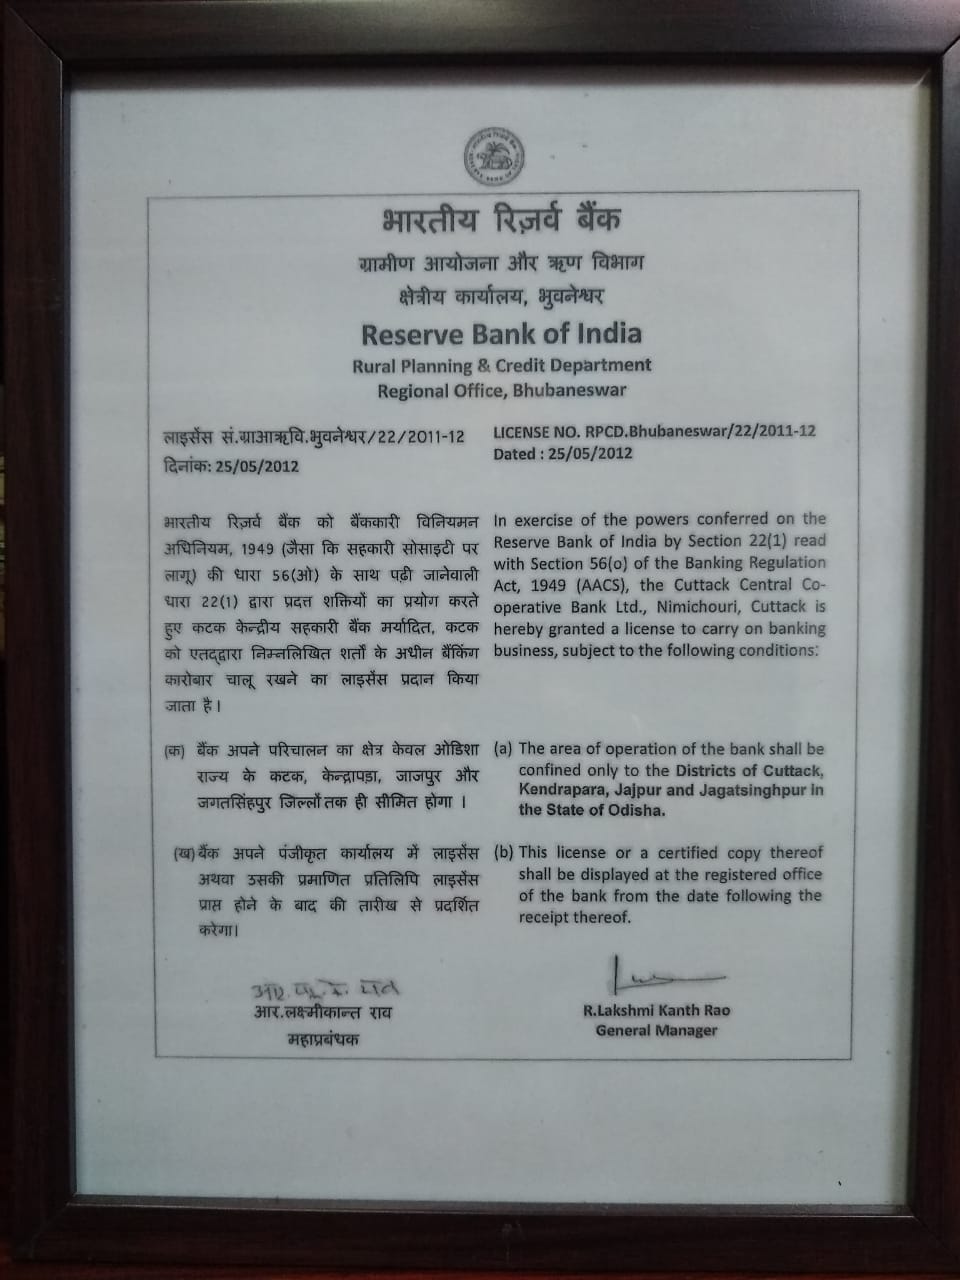 भारतीय रिज़र्व बैंक
ग्रामीण आयोजना और ऋण विभाग
क्षेत्रीय कार्यालय, भुवनेश्वर
Reserve Bank of India
Rural Planning & Credit Department
Regional Office, Bhubaneswar
लाइसेंस सं.ग्राआऋवि.भुवनेश्वर/22/2011-12
दिनांक: 25/05/2012
भारतीय रिज़र्व बैंक को बैंककारी विनियमन
अधिनियम, 1949 (जैसा कि सहकारी सोसाइटी पर
लागू) की धारा 56(ओ) के साथ पढ़ी जानेवाली
धारा 22(1) द्वारा प्रदत्त शक्तियों का प्रयोग करते
हुए कटक केन्द्रीय सहकारी बैंक मर्यादित, कटक
को एतद्द्वारा निम्नलिखित शर्तों के अधीन बैंकिंग
कारोबार चालू रखने का लाइसेंस प्रदान किया
जाता है।
(क) बैंक अपने परिचालन का क्षेत्र केवल ओडिशा
राज्य के कटक, केन्द्रापड़ा, जाजपुर और
जगतसिंहपुर जिल्लों तक ही सीमित होगा ।
(ख) बैंक अपने पंजीकृत कार्यालय में लाइसेंस
अथवा उसकी प्रमाणित प्रतिलिपि लाइसेंस
प्राप्त होने के बाद की तारीख से प्रदर्शित
करेगा।
आर.लक्ष्मीकान्त राव
महाप्रबंधक
LICENSE NO. RPCD.Bhubaneswar/22/2011-12
Dated : 25/05/2012
In exercise of the powers conferred on the
Reserve Bank of India by Section 22(1) read
with Section 56(o) of the Banking Regulation
Act, 1949 (AACS), the Cuttack Central Co-
operative Bank Ltd., Nimichouri, Cuttack is
hereby granted a license to carry on banking
business, subject to the following conditions:
(a) The area of operation of the bank shall be
confined only to the Districts of Cuttack,
Kendrapara, Jajpur and Jagatsinghpur in
the State of Odisha.
(b) This license or a certified copy thereof
shall be displayed at the registered office
of the bank from the date following the
receipt thereof.
R.Lakshmi Kanth Rao
General Manager